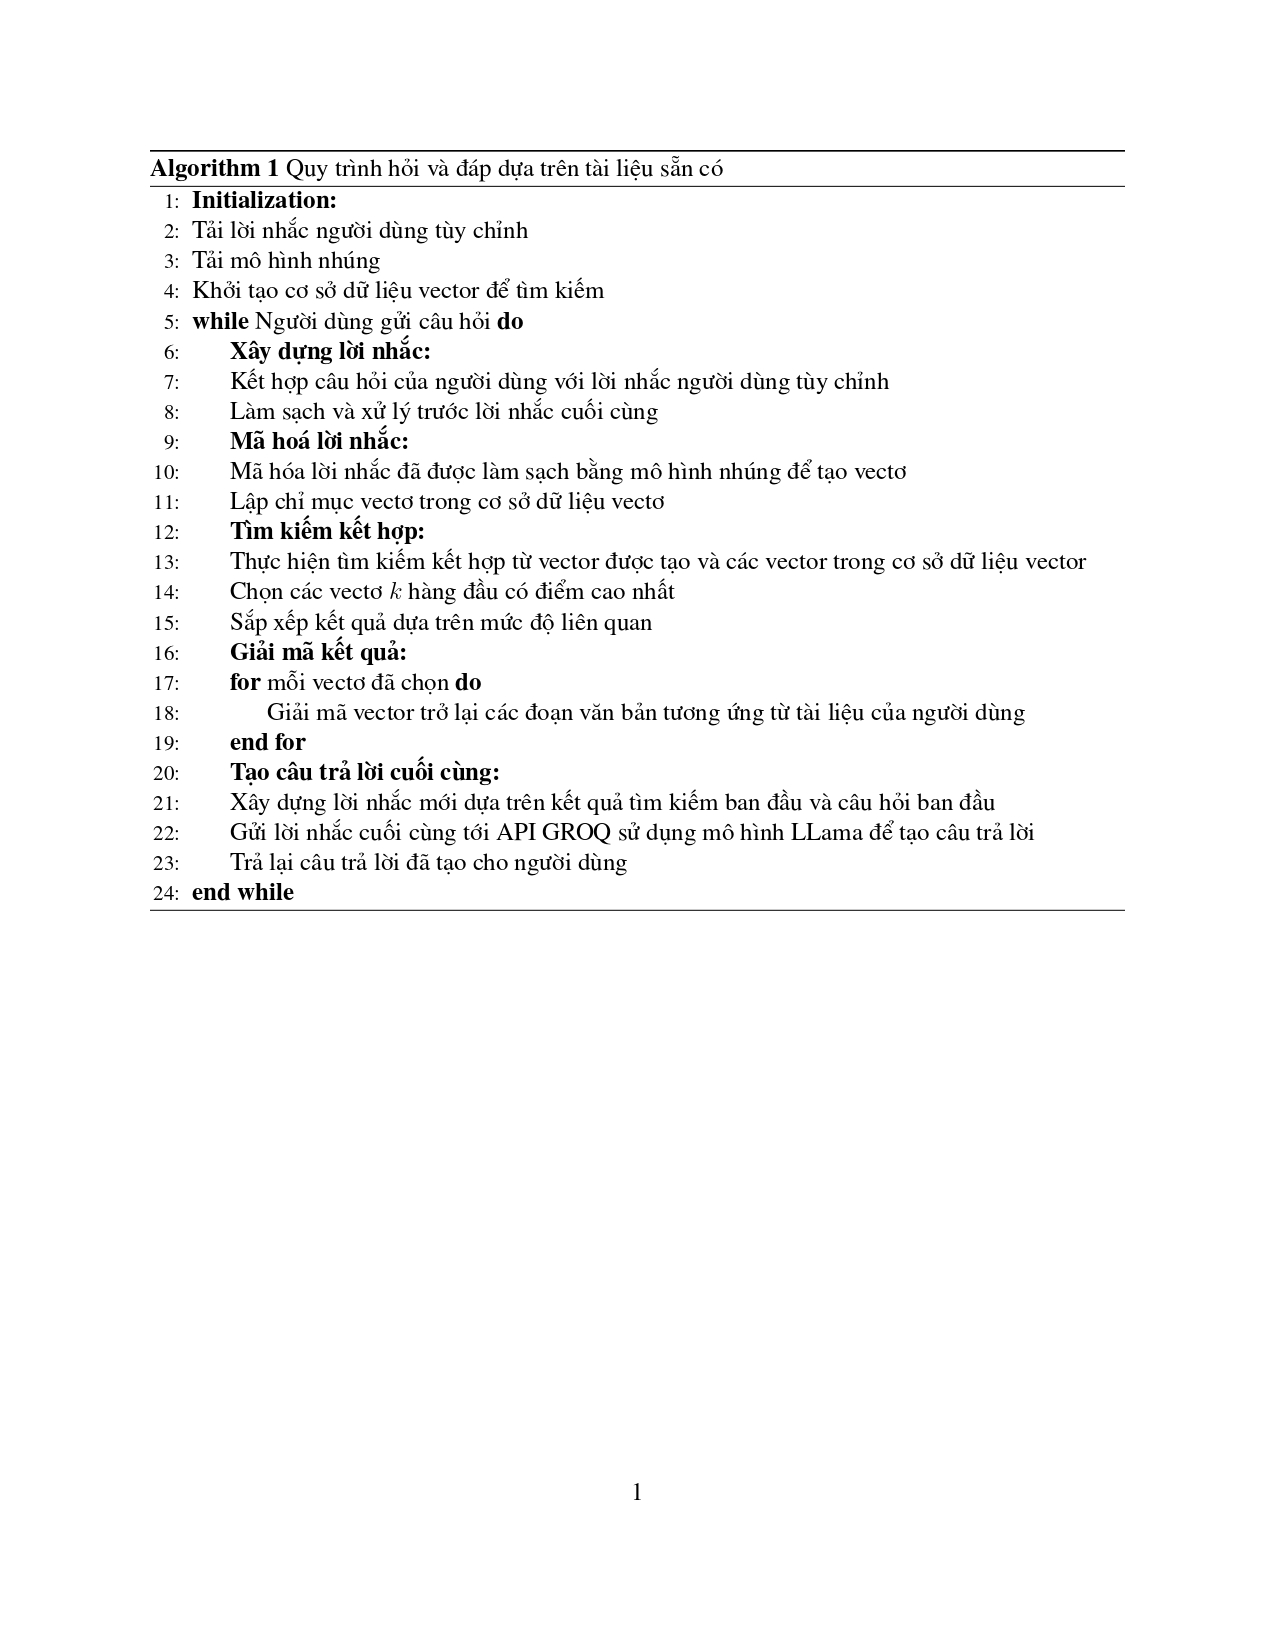 Algorithm 1 Quy trình hỏi và đáp dựa trên tài liệu sẵn có
1: Initialization:
2: Tải lời nhắc người dùng tùy chỉnh
3: Tải mô hình nhúng
4: Khởi tạo cơ sở dữ liệu vector để tìm kiếm
5: while Người dùng gửi câu hỏi do
6: Xây dựng lời nhắc:
7: Kết hợp câu hỏi của người dùng với lời nhắc người dùng tùy chỉnh
8: Làm sạch và xử lý trước lời nhắc cuối cùng
9: Mã hoá lời nhắc:
10: Mã hóa lời nhắc đã được làm sạch bằng mô hình nhúng để tạo vectơ
11: Lập chỉ mục vectơ trong cơ sở dữ liệu vectơ
12: Tìm kiếm kết hợp:
13: Thực hiện tìm kiếm kết hợp từ vector được tạo và các vector trong cơ sở dữ liệu vector
14: Chọn các vectơ k hàng đầu có điểm cao nhất
15: Sắp xếp kết quả dựa trên mức độ liên quan
16: Giải mã kết quả:
17: for mỗi vectơ đã chọn do
18: Giải mã vector trở lại các đoạn văn bản tương ứng từ tài liệu của người dùng
19: end for
20: Tạo câu trả lời cuối cùng:
21: Xây dựng lời nhắc mới dựa trên kết quả tìm kiếm ban đầu và câu hỏi ban đầu
22: Gửi lời nhắc cuối cùng tới API GROQ sử dụng mô hình LLama để tạo câu trả lời
23: Trả lại câu trả lời đã tạo cho người dùng
24: end while
1